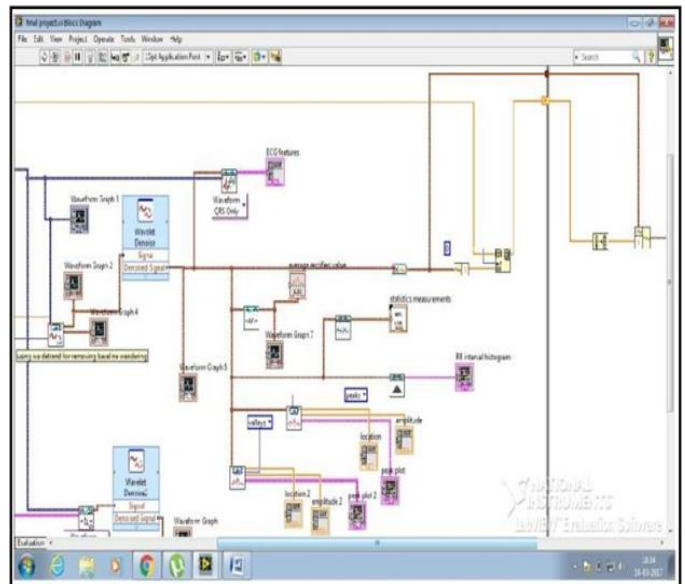 final project.vi Block Diagram
File Edit View Project Operate Tools Window Help
15pt Application Font
Search
ECG features
Waveform Graph 1
Wavelet
Denoise
Signal
Denoised Signal
Waveform
QRS Only
Waveform Graph 2
average rectified value
Waveform Graph 4
statistics measurements
using wa detrend for removing baseline wandering
Waveform Graph 7
Waveform Graph 5
RR interval histogram
peaks
valleys
amplitude
location
peak plot
Wavelet
Denoise2
Signal
Denoised Signal
location 2
amplitude 2
peak plot 2
Waveform Graph
Waveform
NATIONAL
INSTRUMENTS
LabVIEW Evaluation Software
Evaluation